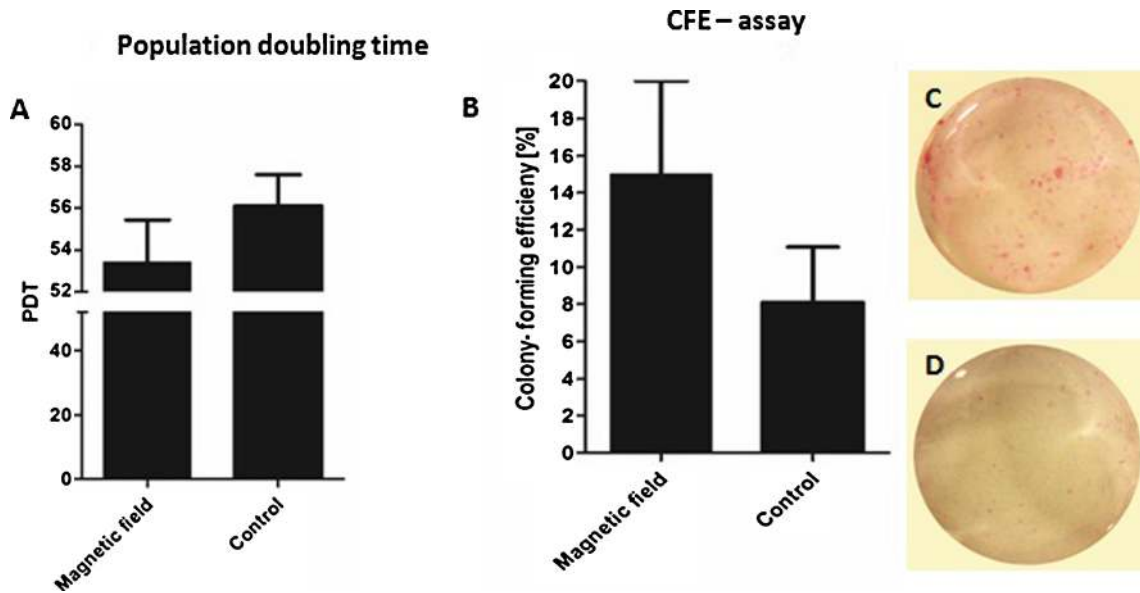 Population doubling time
CFE – assay
A
60
58
56
54
52
40
20
0
PDT
Magnetic field
Control
B
20
18
16
14
12
10
8
6
4
2
0
Colony- forming efficieny [%]
Magnetic field
Control
C
D